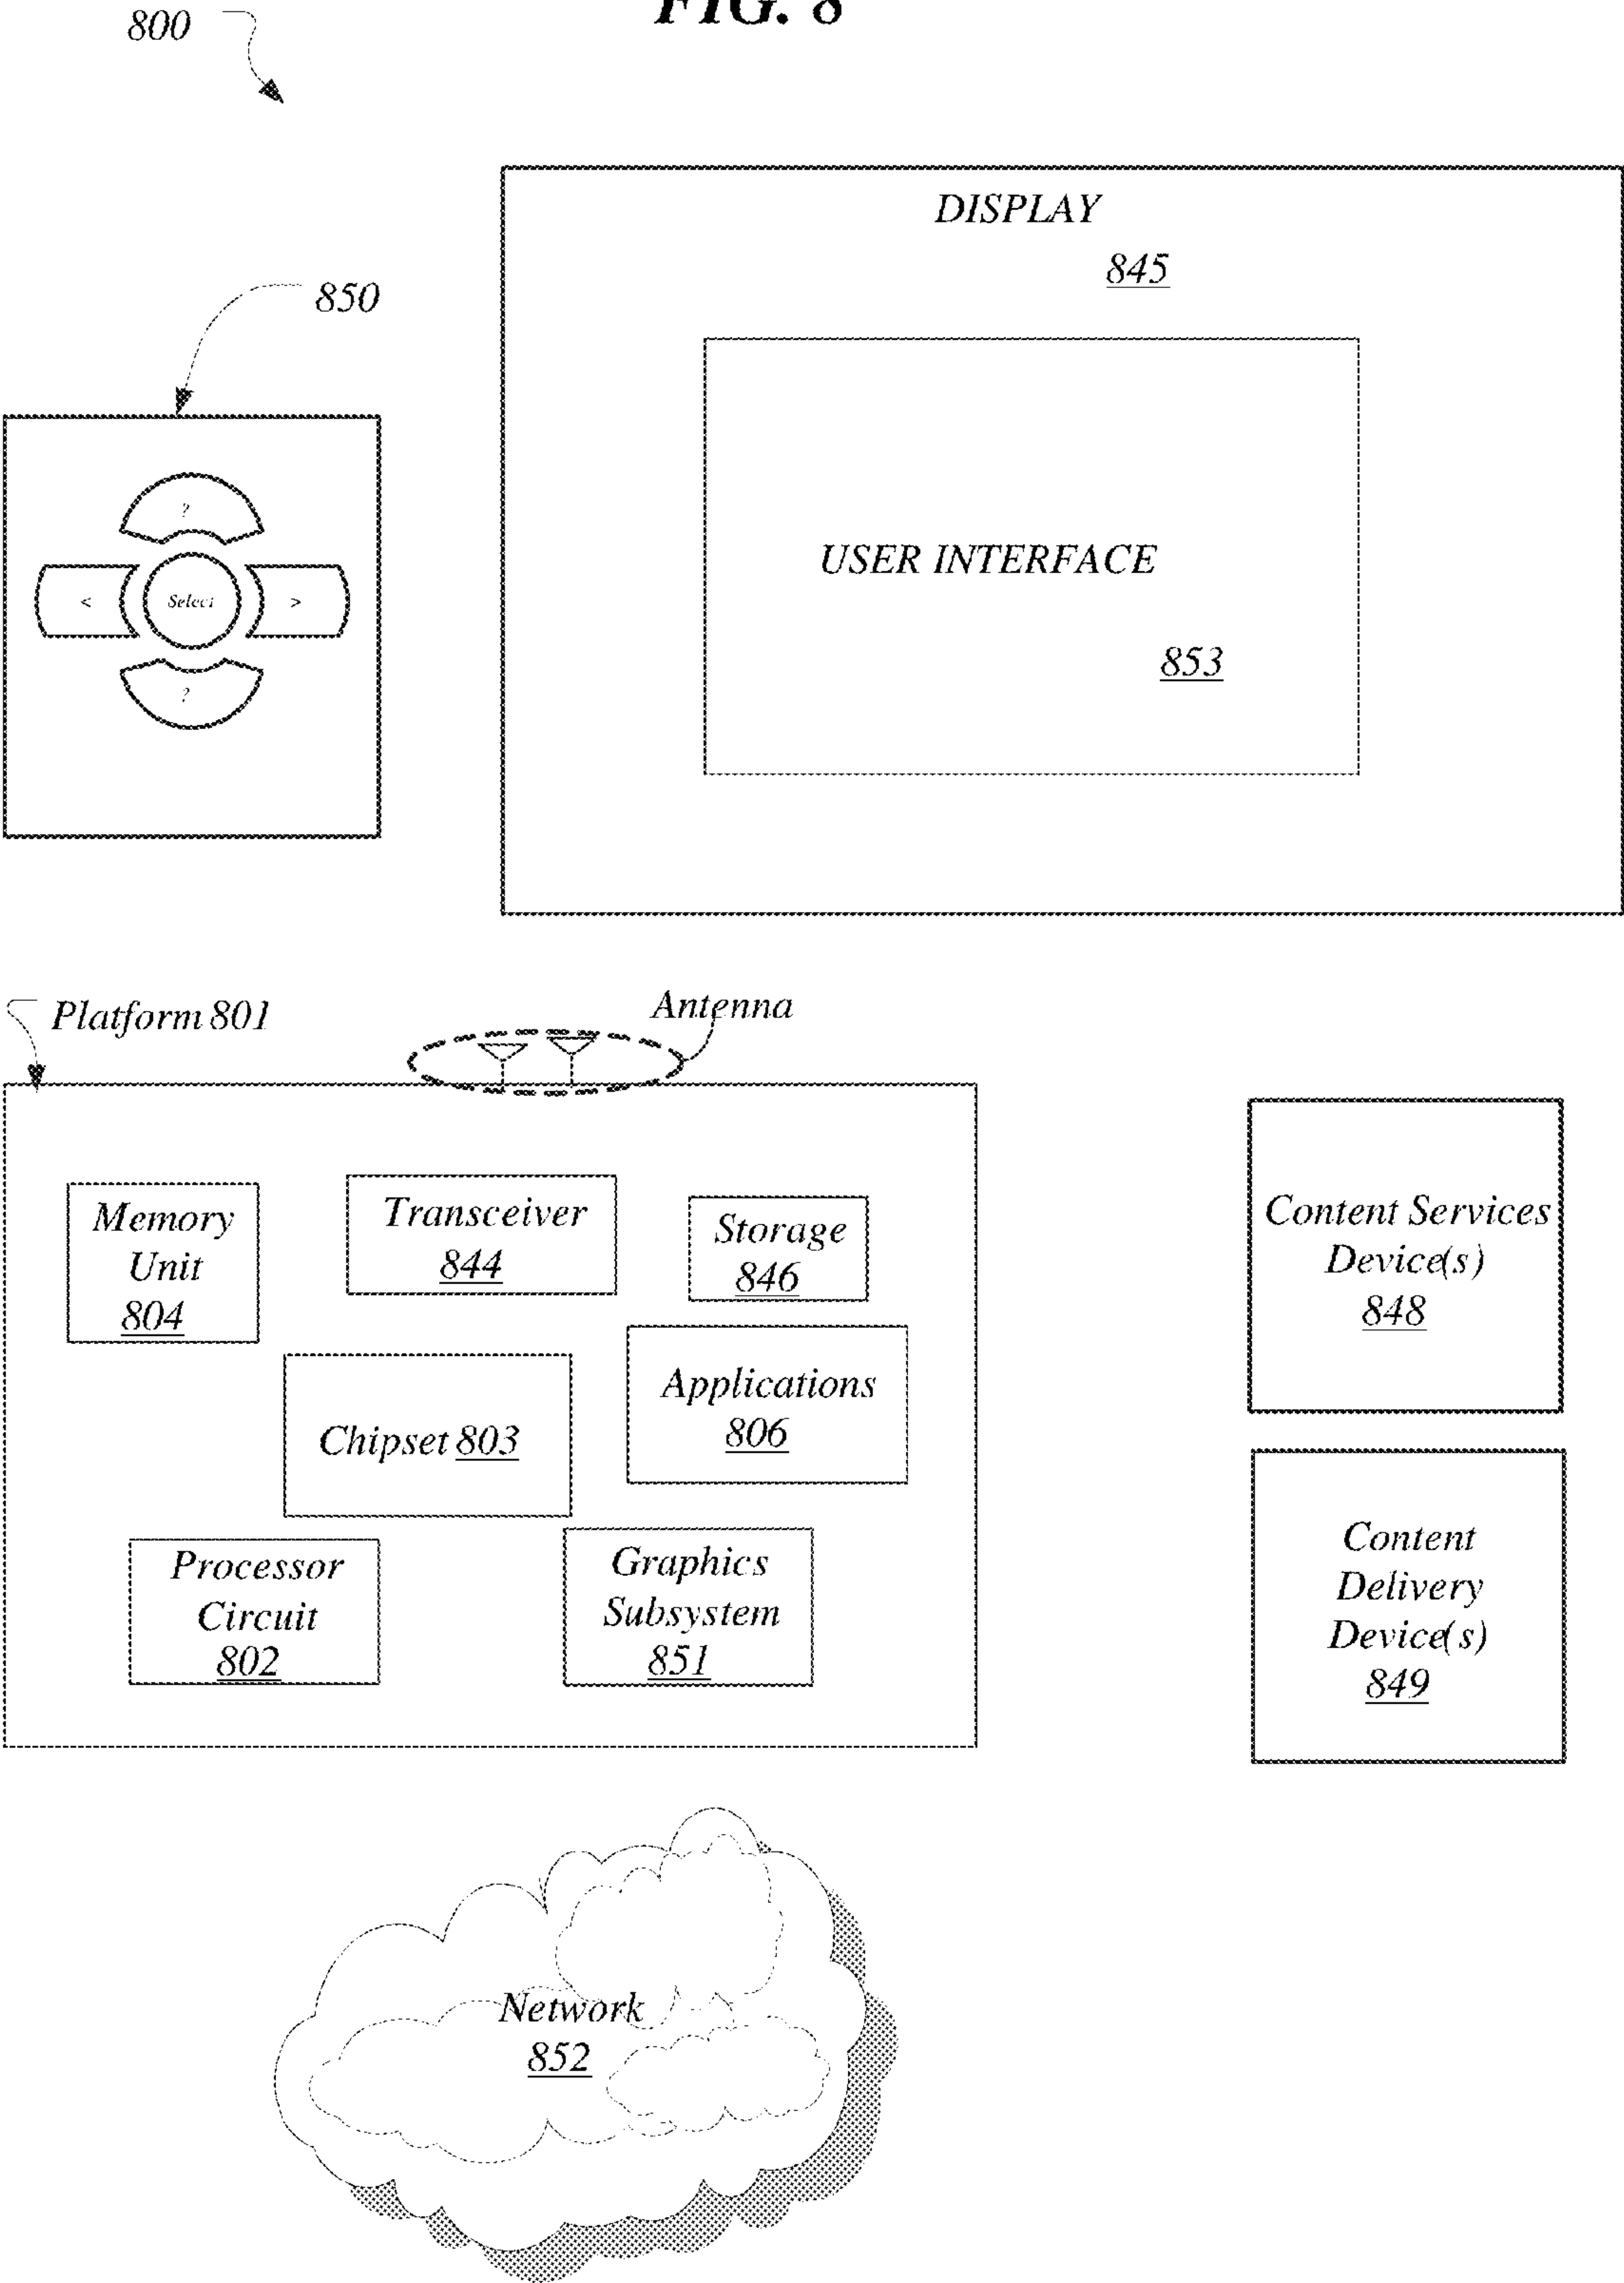 FIG. 8
800
DISPLAY
845
850
?
< Select >
?
USER INTERFACE
853
Platform 801
Antenna
Memory
Unit
804
Transceiver
844
Storage
846
Chipset 803
Applications
806
Processor
Circuit
802
Graphics
Subsystem
851
Content Services
Device(s)
848
Content
Delivery
Device(s)
849
Network
852